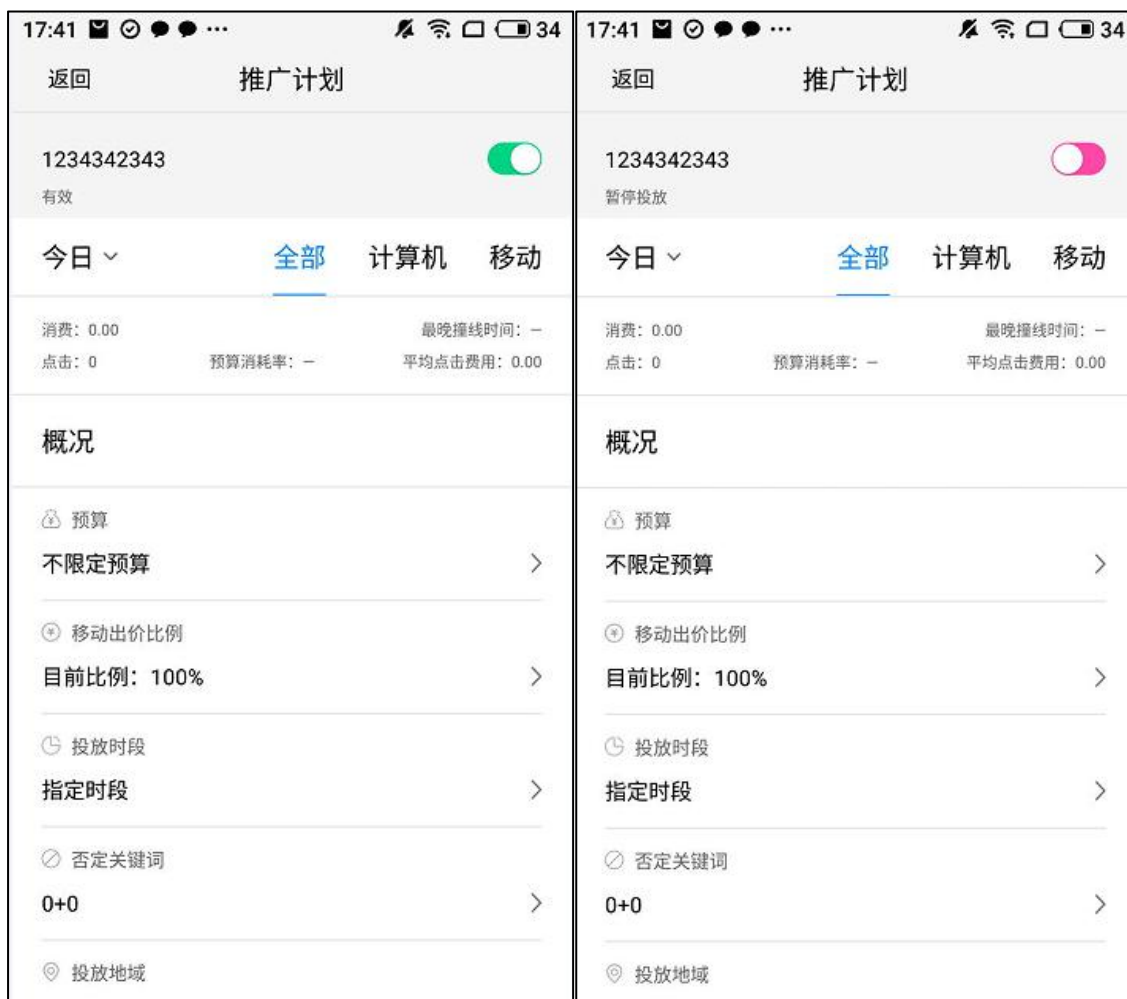 17:41 ··· 34
返回 推广计划
1234342343
有效
今日 全部 计算机 移动
消费：0.00 最晚撞线时间：—
点击：0 预算消耗率：— 平均点击费用：0.00
概况
预算
不限定预算
移动出价比例
目前比例：100%
投放时段
指定时段
否定关键词
0+0
投放地域
17:41 ··· 34
返回 推广计划
1234342343
暂停投放
今日 全部 计算机 移动
消费：0.00 最晚撞线时间：—
点击：0 预算消耗率：— 平均点击费用：0.00
概况
预算
不限定预算
移动出价比例
目前比例：100%
投放时段
指定时段
否定关键词
0+0
投放地域